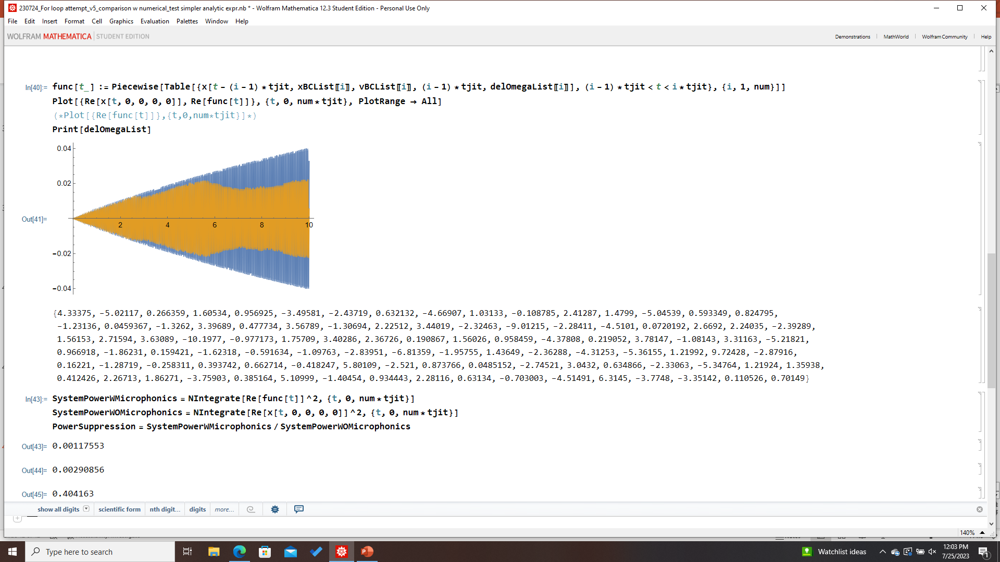 230724_For loop attempt_v5_comparison w numerical_test simpler analytic expr.nb * - Wolfram Mathematica 12.3 Student Edition - Personal Use Only
File Edit Insert Format Cell Graphics Evaluation Palettes Window Help
WOLFRAM MATHEMATICA STUDENT EDITION
Demonstrations MathWorld Wolfram Community Help
In[40]:= func[t_] := Piecewise[Table[{x[t - (i - 1) * tjit, xBCList〚i〛, vBCList〚i〛, (i - 1) * tjit, delOmegaList〚i〛], (i - 1) * tjit < t < i * tjit}, {i, 1, num}]]
Plot[{Re[x[t, 0, 0, 0, 0]], Re[func[t]]}, {t, 0, num * tjit}, PlotRange → All]
(*Plot[{Re[func[t]]},{t,0,num*tjit}]*)
Print[delOmegaList]
0.04
0.02
Out[41]=
2 4 6 8 10
-0.02
-0.04
{4.33375, -5.02117, 0.266359, 1.60534, 0.956925, -3.49581, -2.43719, 0.632132, -4.66907, 1.03133, -0.108785, 2.41287, 1.4799, -5.04539, 0.593349, 0.824795,
-1.23136, 0.0459367, -1.3262, 3.39689, 0.477734, 3.56789, -1.30694, 2.22512, 3.44019, -2.32463, -9.01215, -2.28411, -4.5101, 0.0720192, 2.6692, 2.24035, -2.39289,
1.56153, 2.71594, 3.63089, -10.1977, -0.977173, 1.75709, 3.40286, 2.36726, 0.190867, 1.56026, 0.958459, -4.37808, 0.219052, 3.78147, -1.08143, 3.31163, -5.21821,
0.966918, -1.86231, 0.159421, -1.62318, -0.591634, -1.09763, -2.83951, -6.81359, -1.95755, 1.43649, -2.36288, -4.31253, -5.36155, 1.21992, 9.72428, -2.87916,
0.16221, -1.28719, -0.258311, 0.393742, 0.662714, -0.418247, 5.80109, -2.521, 0.873766, 0.0485152, -2.74521, 3.0432, 0.634866, -2.33063, -5.34764, 1.21924, 1.35938,
0.412426, 2.26713, 1.86271, -3.75903, 0.385164, 5.10999, -1.40454, 0.934443, 2.28116, 0.63134, -0.703003, -4.51491, 6.3145, -3.7748, -3.35142, 0.110526, 0.70149}
In[43]:= SystemPowerWMicrophonics = NIntegrate[Re[func[t]]^2, {t, 0, num * tjit}]
SystemPowerWOMicrophonics = NIntegrate[Re[x[t, 0, 0, 0, 0]]^2, {t, 0, num * tjit}]
PowerSuppression = SystemPowerWMicrophonics / SystemPowerWOMicrophonics
Out[43]= 0.00117553
Out[44]= 0.00290856
Out[45]= 0.404163
show all digits scientific form nth digit... digits more...
140%
Type here to search
Watchlist ideas
12:03 PM
7/25/2023
1